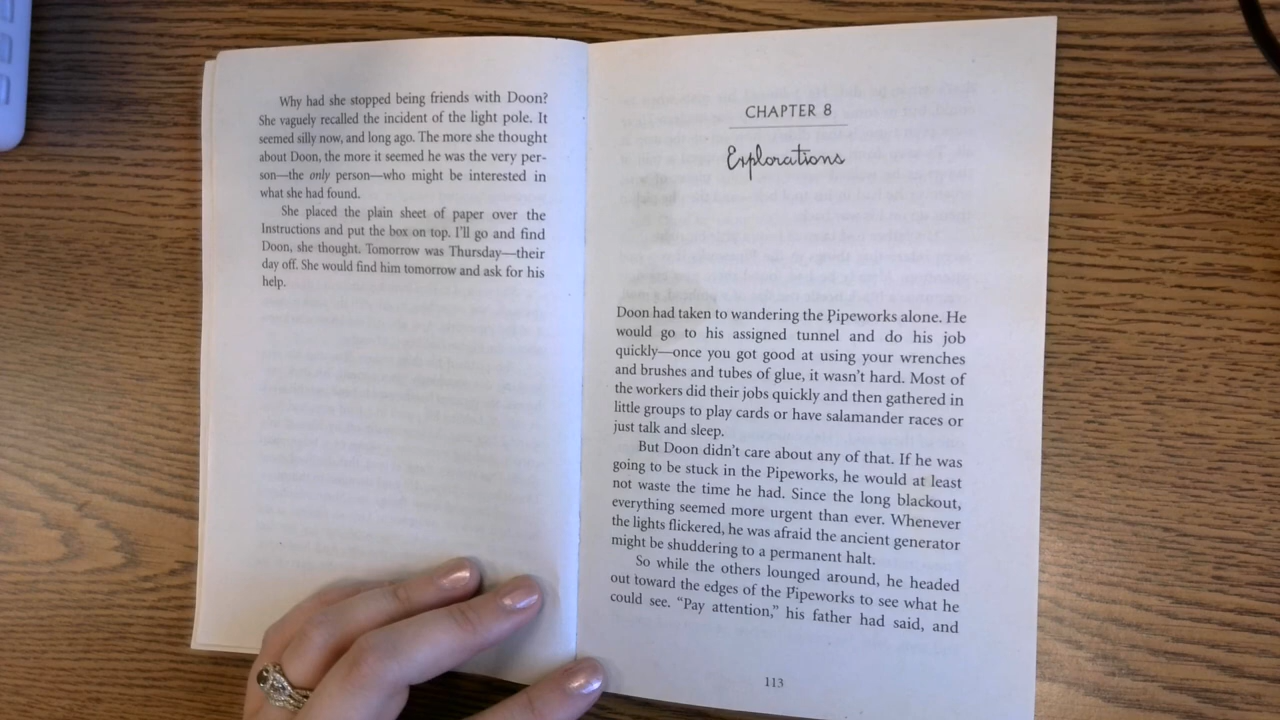 Why had she stopped being friends with Doon?
She vaguely recalled the incident of the light pole. It
seemed silly now, and long ago. The more she thought
about Doon, the more it seemed he was the very per-
son—the only person—who might be interested in
what she had found.
She placed the plain sheet of paper over the
Instructions and put the box on top. I'll go and find
Doon, she thought. Tomorrow was Thursday—their
day off. She would find him tomorrow and ask for his
help.
CHAPTER 8
Explorations
Doon had taken to wandering the Pipeworks alone. He
would go to his assigned tunnel and do his job
quickly—once you got good at using your wrenches
and brushes and tubes of glue, it wasn't hard. Most of
the workers did their jobs quickly and then gathered in
little groups to play cards or have salamander races or
just talk and sleep.
But Doon didn't care about any of that. If he was
going to be stuck in the Pipeworks, he would at least
not waste the time he had. Since the long blackout,
everything seemed more urgent than ever. Whenever
the lights flickered, he was afraid the ancient generator
might be shuddering to a permanent halt.
So while the others lounged around, he headed
out toward the edges of the Pipeworks to see what he
could see. “Pay attention,” his father had said, and
113